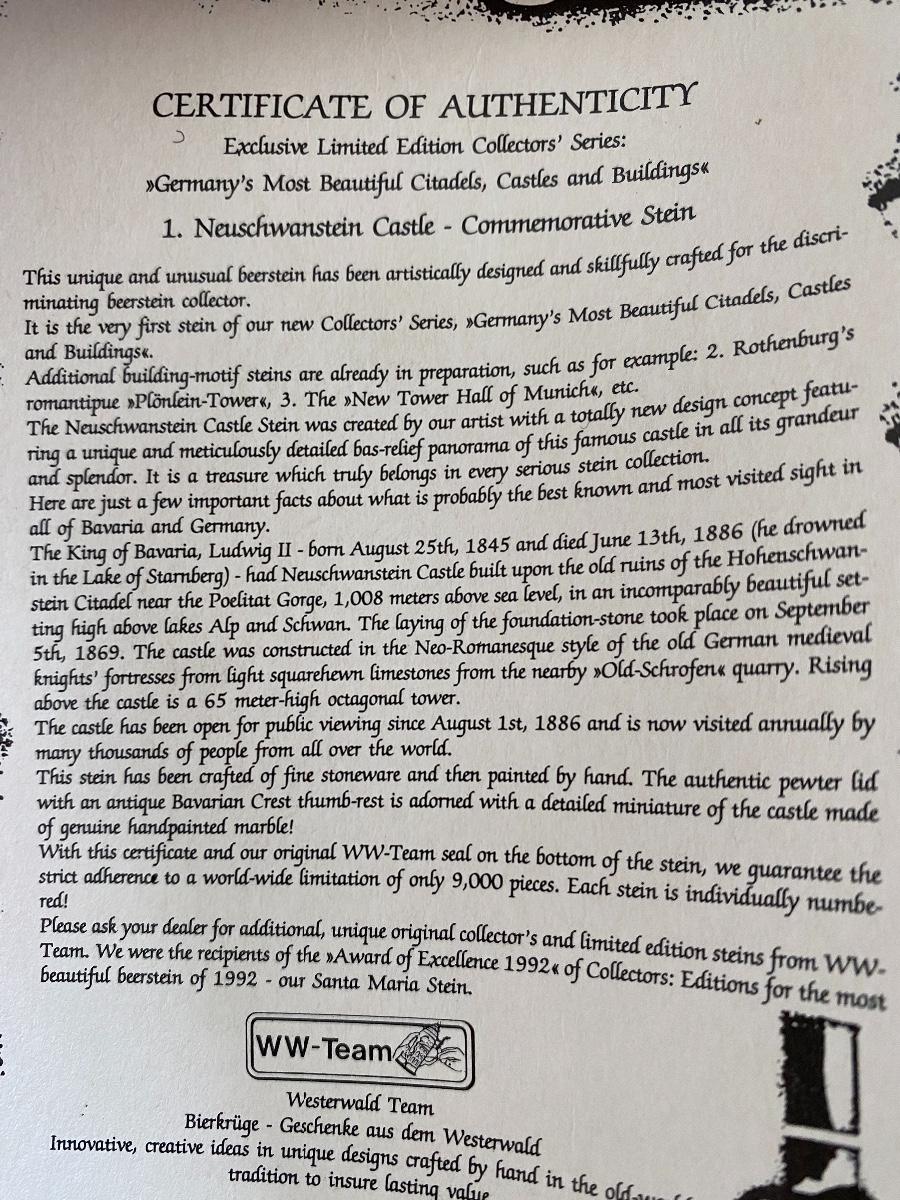 CERTIFICATE OF AUTHENTICITY
Exclusive Limited Edition Collectors' Series:
»Germany's Most Beautiful Citadels, Castles and Buildings«
1. Neuschwanstein Castle - Commemorative Stein
This unique and unusual beerstein has been artistically designed and skillfully crafted for the discri-
minating beerstein collector.
It is the very first stein of our new Collectors' Series, »Germany's Most Beautiful Citadels, Castles
and Buildings«.
Additional building-motif steins are already in preparation, such as for example: 2. Rothenburg's
romantipue »Plönlein-Tower«, 3. The »New Tower Hall of Munich«, etc.
The Neuschwanstein Castle Stein was created by our artist with a totally new design concept featu-
ring a unique and meticulously detailed bas-relief panorama of this famous castle in all its grandeur
and splendor. It is a treasure which truly belongs in every serious stein collection.
Here are just a few important facts about what is probably the best known and most visited sight in
all of Bavaria and Germany.
The King of Bavaria, Ludwig II - born August 25th, 1845 and died June 13th, 1886 (he drowned
in the Lake of Starnberg) - had Neuschwanstein Castle built upon the old ruins of the Hohenschwan-
stein Citadel near the Poelitat Gorge, 1,008 meters above sea level, in an incomparably beautiful set-
ting high above lakes Alp and Schwan. The laying of the foundation-stone took place on September
5th, 1869. The castle was constructed in the Neo-Romanesque style of the old German medieval
knights' fortresses from light squarehewn limestones from the nearby »Old-Schrofen« quarry. Rising
above the castle is a 65 meter-high octagonal tower.
The castle has been open for public viewing since August 1st, 1886 and is now visited annually by
many thousands of people from all over the world.
This stein has been crafted of fine stoneware and then painted by hand. The authentic pewter lid
with an antique Bavarian Crest thumb-rest is adorned with a detailed miniature of the castle made
of genuine handpainted marble!
With this certificate and our original WW-Team seal on the bottom of the stein, we guarantee the
strict adherence to a world-wide limitation of only 9,000 pieces. Each stein is individually numbe-
red!
Please ask your dealer for additional, unique original collector's and limited edition steins from WW-
Team. We were the recipients of the »Award of Excellence 1992« of Collectors: Editions for the most
beautiful beerstein of 1992 - our Santa Maria Stein.
WW-Team
Westerwald Team
Bierkrüge - Geschenke aus dem Westerwald
Innovative, creative ideas in unique designs crafted by hand in the
tradition to insure lasting value